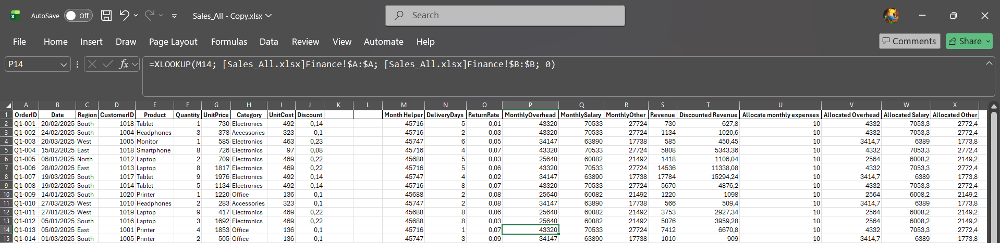 AutoSave Off Sales_All - Copy.xlsx Search
File Home Insert Draw Page Layout Formulas Data Review View Automate Help Comments Share
P14 fx =XLOOKUP(M14; [Sales_All.xlsx]Finance!$A:$A; [Sales_All.xlsx]Finance!$B:$B; 0)
A B C D E F G H I J K L M N O P Q R S T U V W X
1 OrderID Date Region CustomerID Product Quantity UnitPrice Category UnitCost Discount Month Helper DeliveryDays ReturnRate MonthlyOverhead MonthlySalary MonthlyOther Revenue Discounted Revenue Allocate monthly expenses Allocated Overhead Allocated Salary Allocated Other
2 Q1-001 20/02/2025 South 1018 Tablet 1 730 Electronics 492 0,14 45716 5 0,01 43320 70533 27724 730 627,8 10 4332 7053,3 2772,4
3 Q1-002 24/02/2025 South 1004 Headphones 3 378 Accessories 323 0,1 45716 2 0,03 43320 70533 27724 1134 1020,6 10 4332 7053,3 2772,4
4 Q1-003 20/03/2025 West 1005 Monitor 1 585 Electronics 463 0,23 45747 6 0,05 34147 63890 17738 585 450,45 10 3414,7 6389 1773,8
5 Q1-004 15/02/2025 East 1018 Smartphone 8 726 Electronics 97 0,08 45716 4 0,07 43320 70533 27724 5808 5343,36 10 4332 7053,3 2772,4
6 Q1-005 06/01/2025 North 1012 Laptop 2 709 Electronics 469 0,22 45688 5 0,03 25640 60082 21492 1418 1106,04 10 2564 6008,2 2149,2
7 Q1-006 28/02/2025 East 1013 Laptop 8 1817 Electronics 469 0,22 45716 5 0,06 43320 70533 27724 14536 11338,08 10 4332 7053,3 2772,4
8 Q1-007 19/03/2025 South 1017 Tablet 9 1976 Electronics 492 0,14 45747 4 0,02 34147 63890 17738 17784 15294,24 10 3414,7 6389 1773,8
9 Q1-008 19/02/2025 South 1014 Tablet 5 1134 Electronics 492 0,14 45716 8 0,07 43320 70533 27724 5670 4876,2 10 4332 7053,3 2772,4
10 Q1-009 14/01/2025 South 1020 Printer 1 1220 Office 136 0,1 45688 2 0,08 25640 60082 21492 1220 1098 10 2564 6008,2 2149,2
11 Q1-010 27/03/2025 West 1010 Headphones 2 283 Accessories 323 0,1 45747 2 0,08 34147 63890 17738 566 509,4 10 3414,7 6389 1773,8
12 Q1-011 27/01/2025 West 1019 Laptop 9 417 Electronics 469 0,22 45688 8 0,06 25640 60082 21492 3753 2927,34 10 2564 6008,2 2149,2
13 Q1-012 05/01/2025 South 1016 Laptop 3 1692 Electronics 469 0,22 45688 8 0,03 25640 60082 21492 5076 3959,28 10 2564 6008,2 2149,2
14 Q1-013 05/02/2025 East 1001 Printer 4 1853 Office 136 0,1 45716 1 0,07 43320 70533 27724 7412 6670,8 10 4332 7053,3 2772,4
15 Q1-014 01/03/2025 South 1005 Printer 2 505 Office 136 0,1 45747 3 0,09 34147 63890 17738 1010 909 10 3414,7 6389 1773,8